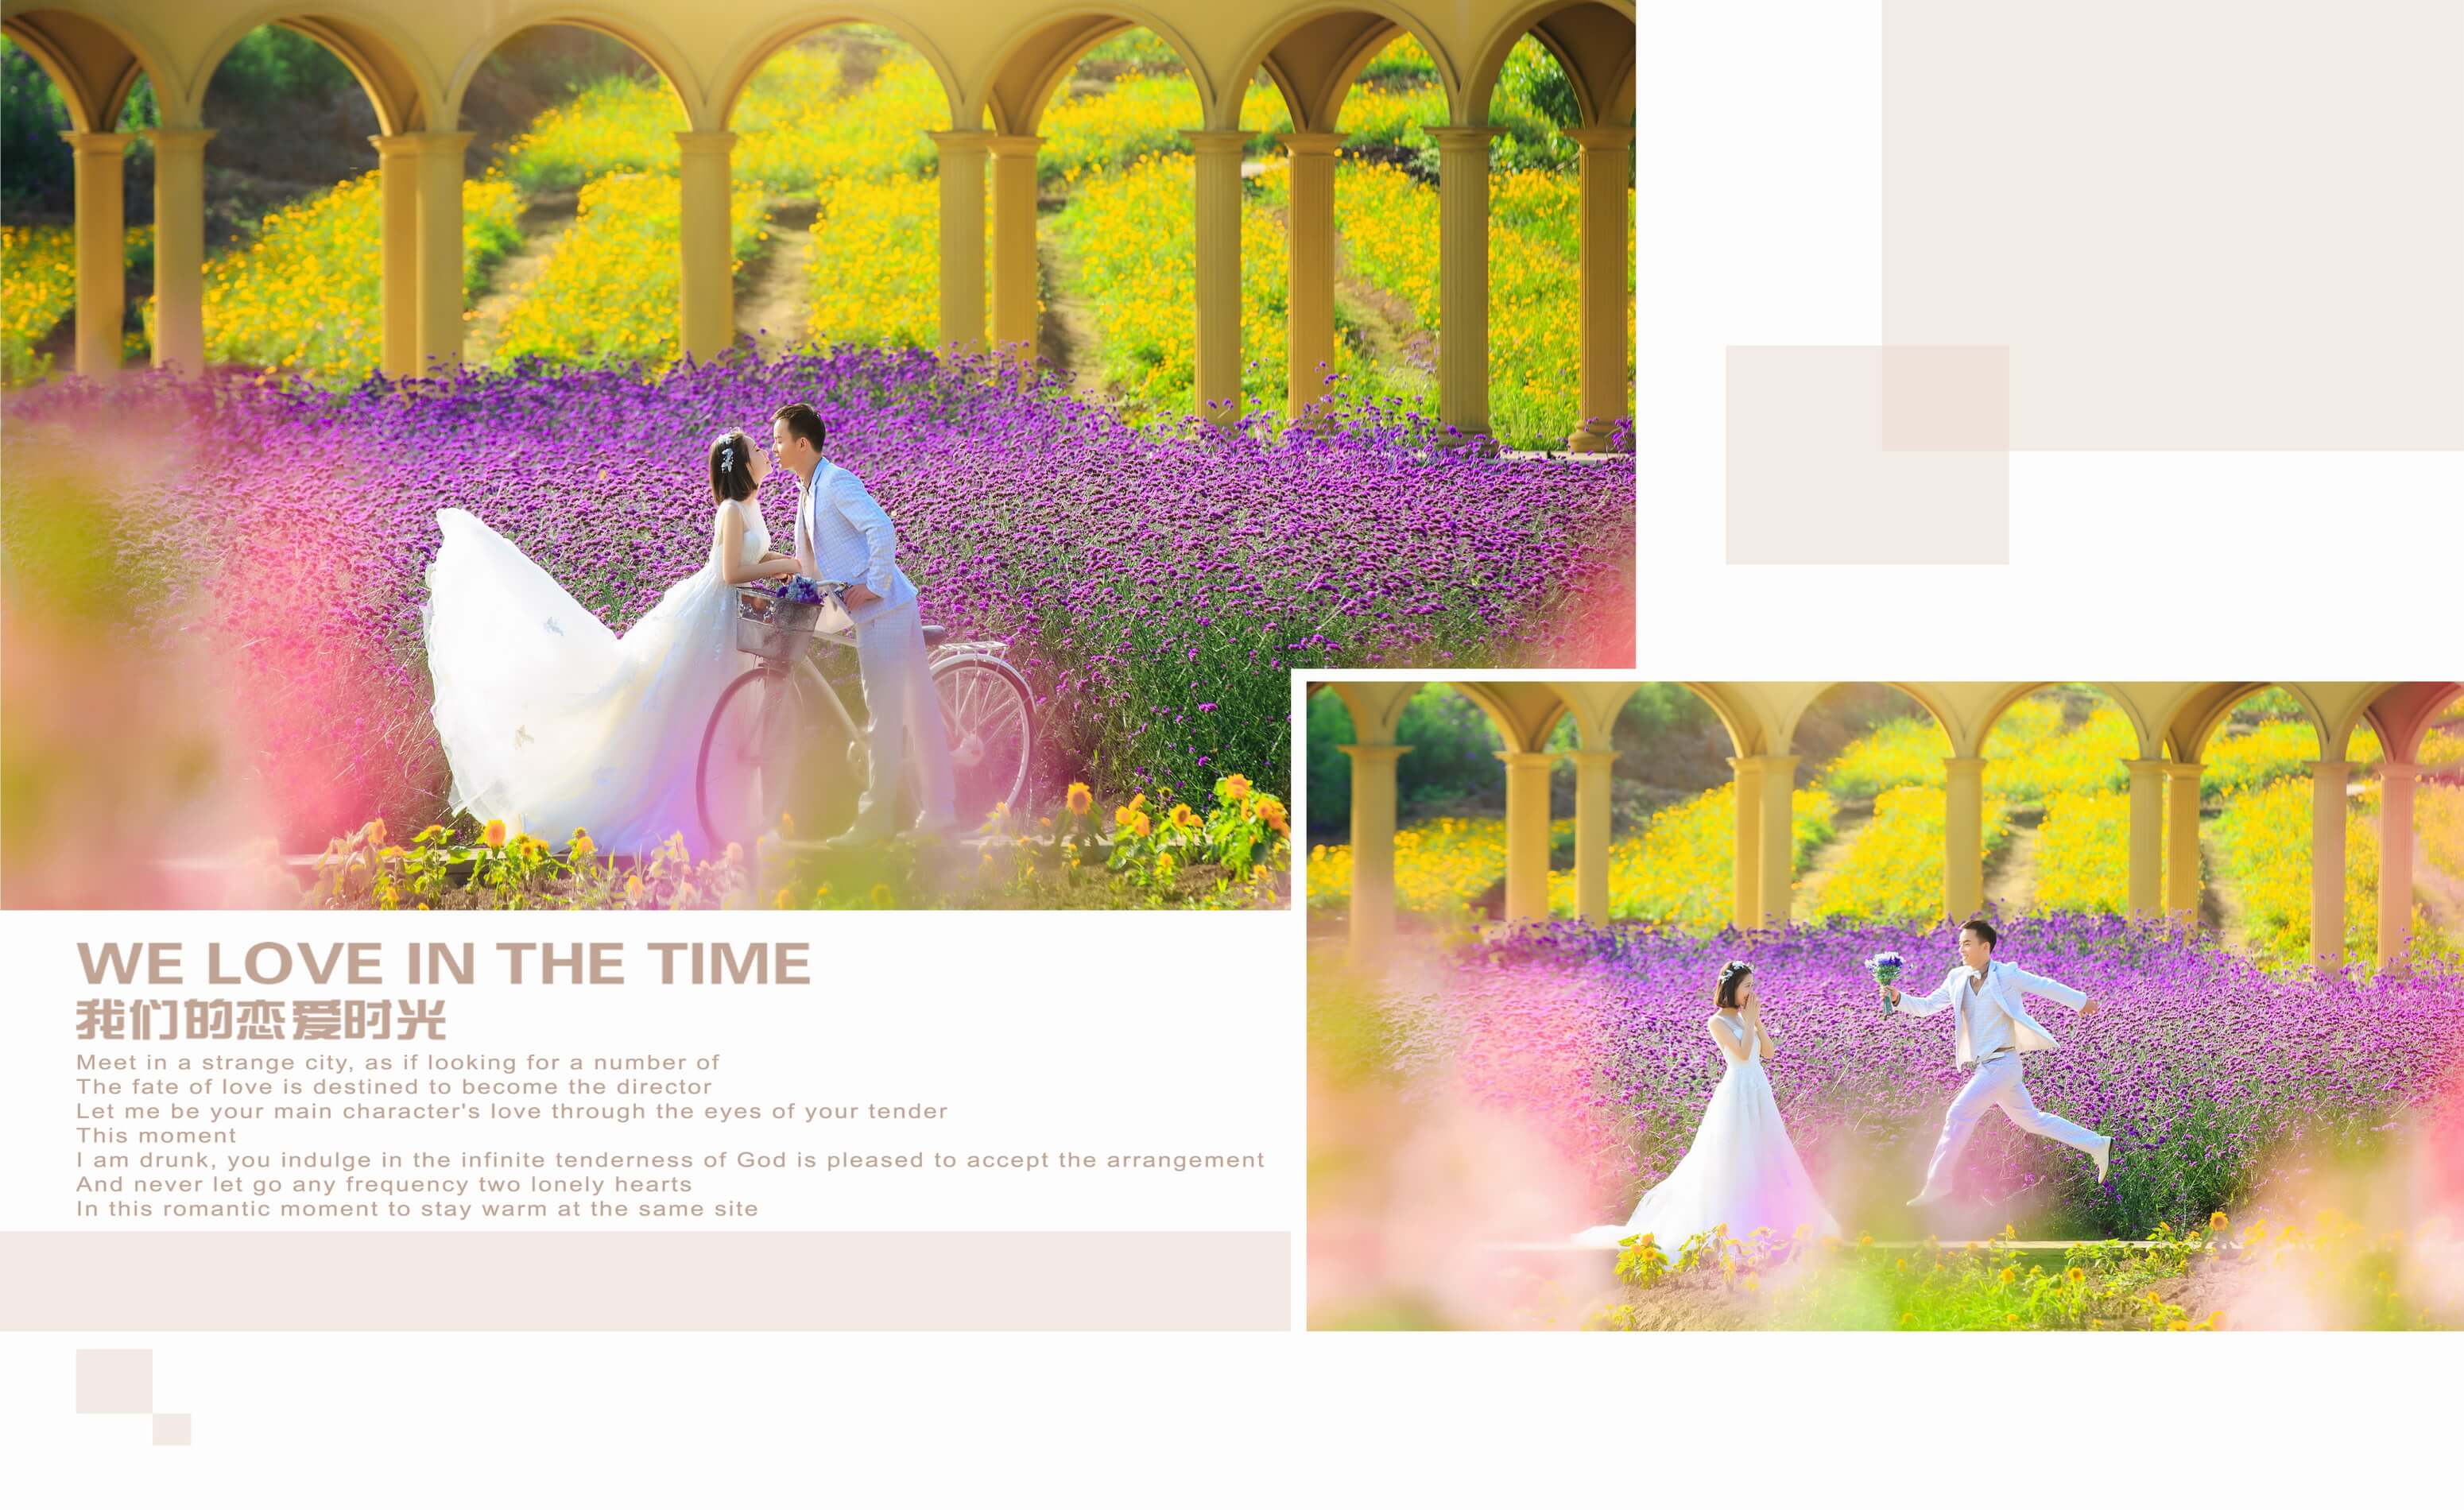 WE LOVE IN THE TIME
我们的恋爱时光
Meet in a strange city, as if looking for a number of
The fate of love is destined to become the director
Let me be your main character's love through the eyes of your tender
This moment
I am drunk, you indulge in the infinite tenderness of God is pleased to accept the arrangement
And never let go any frequency two lonely hearts
In this romantic moment to stay warm at the same site